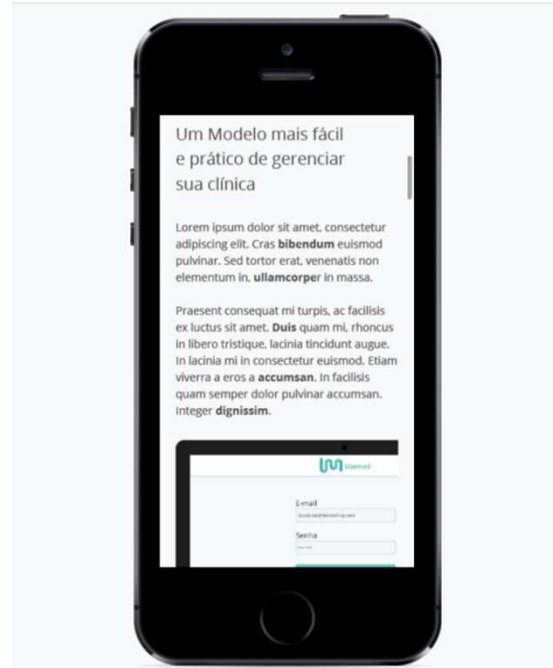 Um Modelo mais fácil
e prático de gerenciar
sua clínica
Lorem ipsum dolor sit amet, consectetur
adipiscing elit. Cras bibendum euismod
pulvinar. Sed tortor erat, venenatis non
elementum in, ullamcorper in massa.
Praesent consequat mi turpis, ac facilisis
ex luctus sit amet. Duis quam mi, rhoncus
in libero tristique, lacinia tincidunt augue.
In lacinia mi in consectetur euismod. Etiam
viverra a eros a accumsan. In facilisis
quam semper dolor pulvinar accumsan.
Integer dignissim.
E-mail
Senha